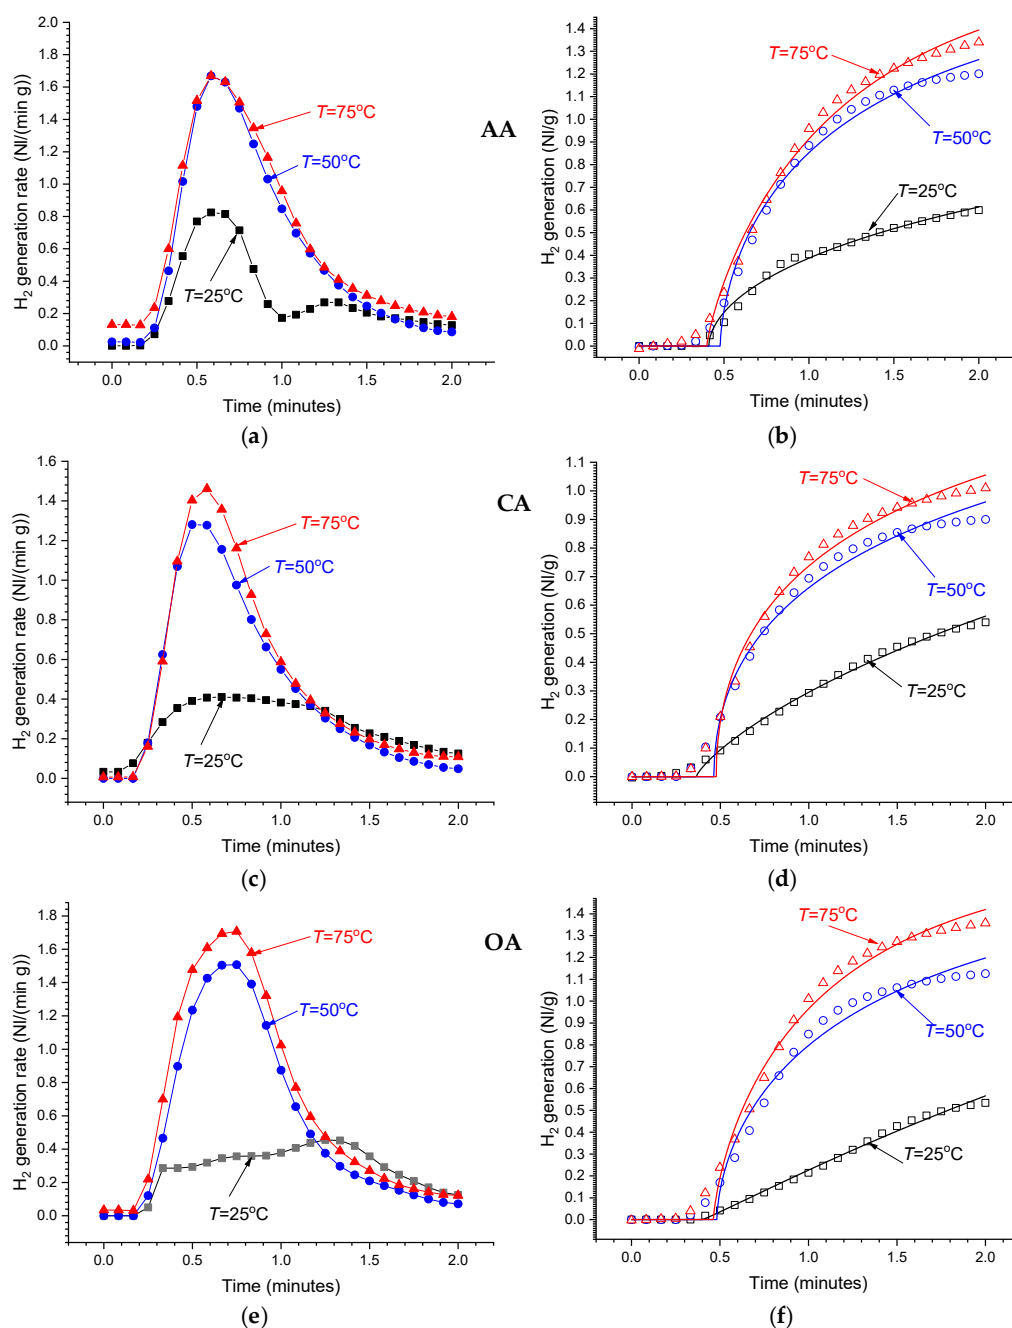 2.0
1.8
1.6
1.4
1.2
1.0
0.8
0.6
0.4
0.2
0.0
H2 generation rate (Nl/(min g))
T=75°C
T=50°C
T=25°C
0.0 0.5 1.0 1.5 2.0
Time (minutes)
(a)
AA
1.4
1.3
1.2
1.1
1.0
0.9
0.8
0.7
0.6
0.5
0.4
0.3
0.2
0.1
0.0
H2 generation (Nl/g)
T=75°C
T=50°C
T=25°C
0.0 0.5 1.0 1.5 2.0
Time (minutes)
(b)
1.6
1.4
1.2
1.0
0.8
0.6
0.4
0.2
0.0
H2 generation rate (Nl/(min g))
T=75°C
T=50°C
T=25°C
0.0 0.5 1.0 1.5 2.0
Time (minutes)
(c)
CA
1.1
1.0
0.9
0.8
0.7
0.6
0.5
0.4
0.3
0.2
0.1
0.0
H2 generation (Nl/g)
T=75°C
T=50°C
T=25°C
0.0 0.5 1.0 1.5 2.0
Time (minutes)
(d)
1.8
1.6
1.4
1.2
1.0
0.8
0.6
0.4
0.2
0.0
H2 generation rate (Nl/(min g))
T=75°C
T=50°C
T=25°C
0.0 0.5 1.0 1.5 2.0
Time (minutes)
(e)
OA
1.4
1.3
1.2
1.1
1.0
0.9
0.8
0.7
0.6
0.5
0.4
0.3
0.2
0.1
0.0
H2 generation (Nl/g)
T=75°C
T=50°C
T=25°C
0.0 0.5 1.0 1.5 2.0
Time (minutes)
(f)